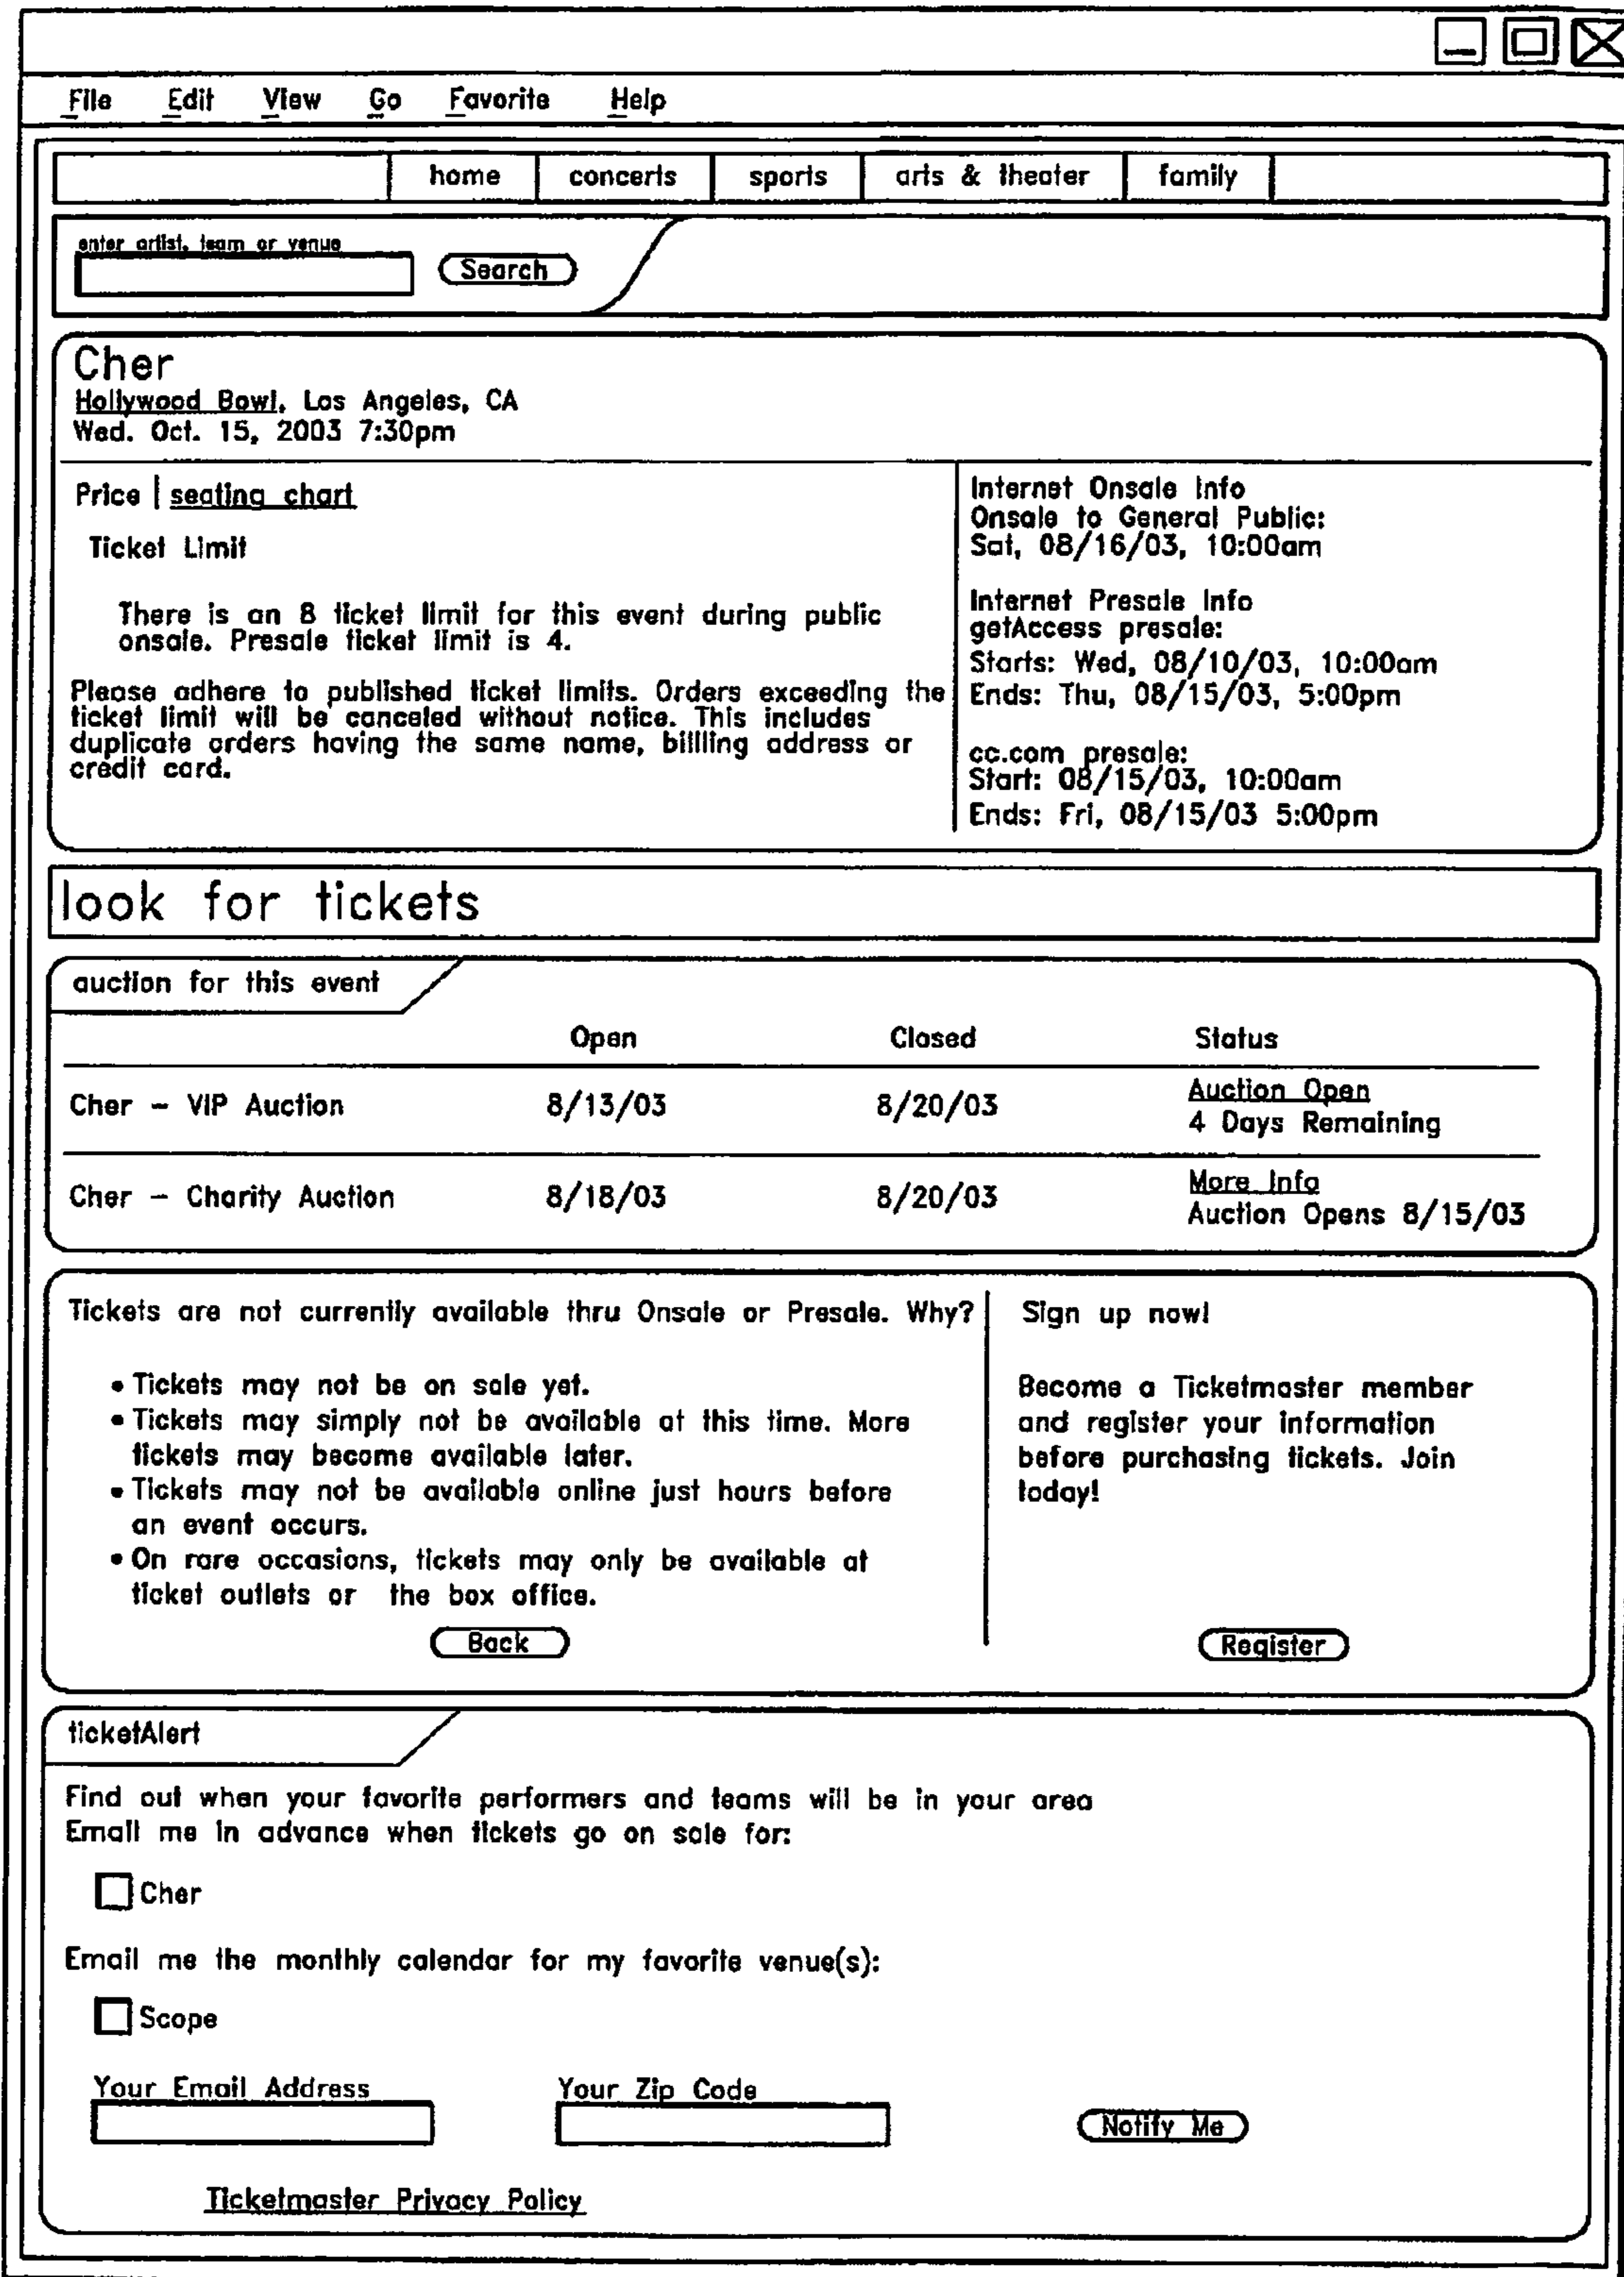 File Edit View Go Favorite Help
home concerts sports arts & theater family
enter artist, team or venue
Search
Cher
Hollywood Bowl, Los Angeles, CA
Wed. Oct. 15, 2003 7:30pm
Price | seating chart
Ticket Limit
There is an 8 ticket limit for this event during public
onsale. Presale ticket limit is 4.
Please adhere to published ticket limits. Orders exceeding the
ticket limit will be canceled without notice. This includes
duplicate orders having the same name, billling address or
credit card.
Internet Onsale Info
Onsale to General Public:
Sat, 08/16/03, 10:00am
Internet Presale Info
getAccess presale:
Starts: Wed, 08/10/03, 10:00am
Ends: Thu, 08/15/03, 5:00pm
cc.com presale:
Start: 08/15/03, 10:00am
Ends: Fri, 08/15/03 5:00pm
look for tickets
auction for this event
Open Closed Status
Cher - VIP Auction 8/13/03 8/20/03 Auction Open
4 Days Remaining
Cher - Charity Auction 8/18/03 8/20/03 More Info
Auction Opens 8/15/03
Tickets are not currently available thru Onsale or Presale. Why?
• Tickets may not be on sale yet.
• Tickets may simply not be available at this time. More
tickets may become available later.
• Tickets may not be available online just hours before
an event occurs.
• On rare occasions, tickets may only be available at
ticket outlets or the box office.
Back
Sign up now!
Become a Ticketmaster member
and register your information
before purchasing tickets. Join
today!
Register
ticketAlert
Find out when your favorite performers and teams will be in your area
Email me in advance when tickets go on sale for:
Cher
Email me the monthly calendar for my favorite venue(s):
Scope
Your Email Address Your Zip Code
Notify Me
Ticketmaster Privacy Policy